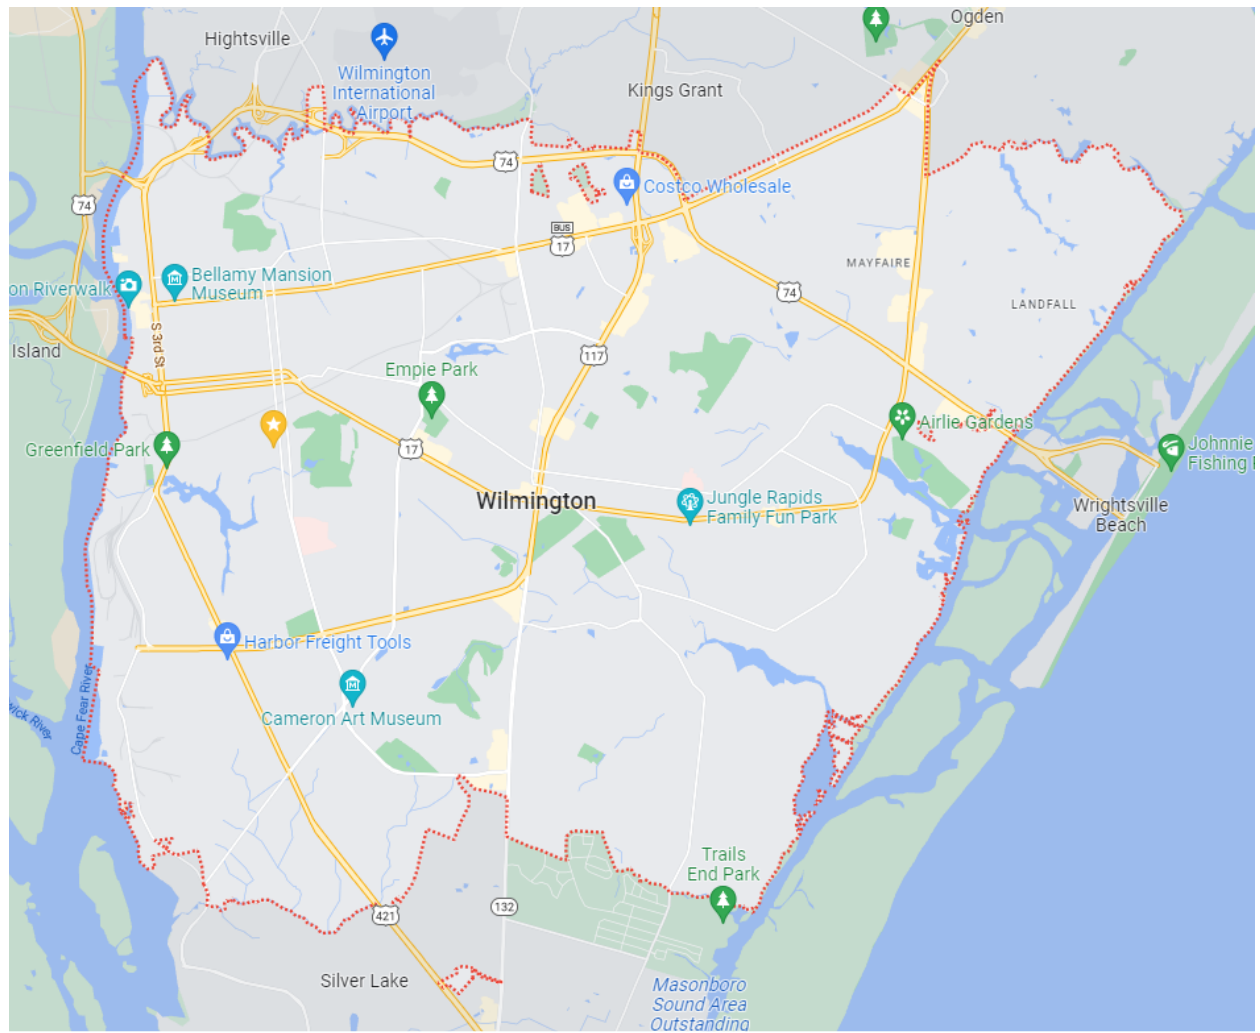 Ogden
Hightsville
Wilmington
International
Airport
Kings Grant
74
Costco Wholesale
74
BUS
17
MAYFAIRE
Bellamy Mansion
Museum
on Riverwalk
74
LANDFALL
S 3rd St
Island
117
Empie Park
Airlie Gardens
Greenfield Park
17
Johnnie
Fishing
Wilmington
Jungle Rapids
Family Fun Park
Wrightsville
Beach
Harbor Freight Tools
Cape Fear River
wick River
Cameron Art Museum
Trails
End Park
132
421
Silver Lake
Masonboro
Sound Area
Outstanding